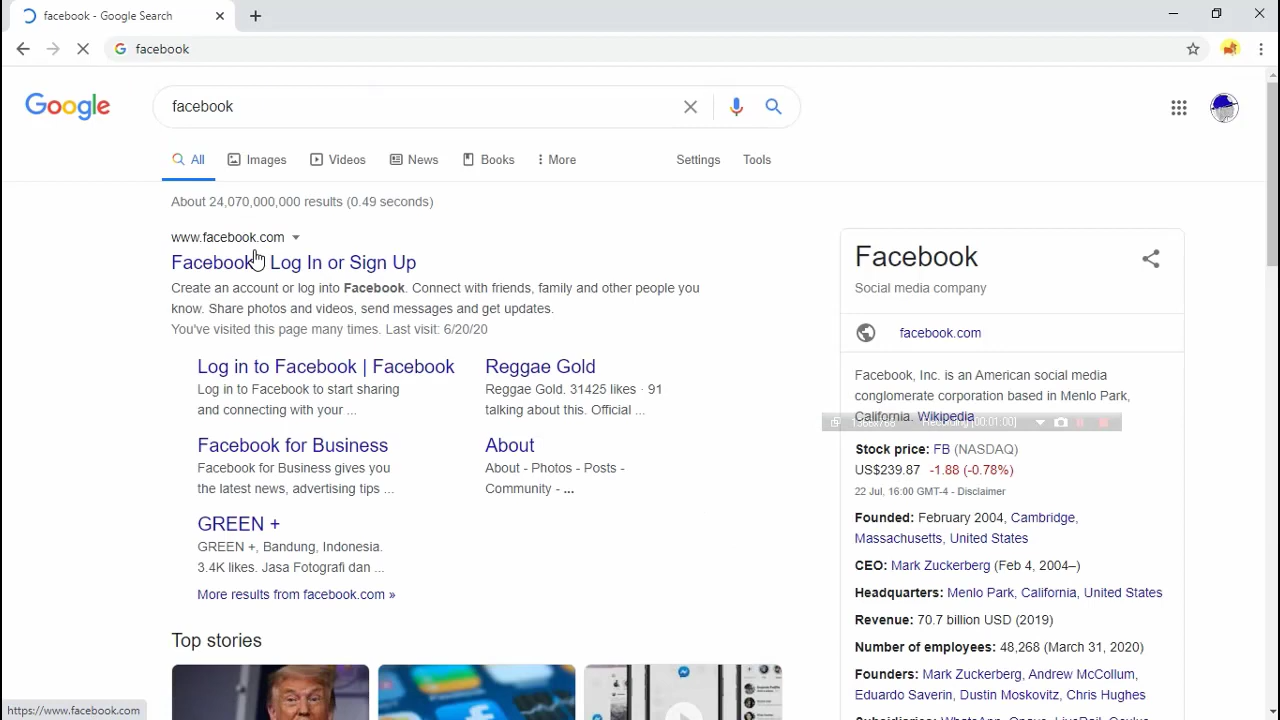 facebook - Google Search
facebook
Google
facebook
All
Images
Videos
News
Books
More
Settings
Tools
About 24,070,000,000 results (0.49 seconds)
www.facebook.com
Facebook Log In or Sign Up
Create an account or log into Facebook. Connect with friends, family and other people you
know. Share photos and videos, send messages and get updates.
You've visited this page many times. Last visit: 6/20/20
Log in to Facebook | Facebook
Log in to Facebook to start sharing
and connecting with your ...
Reggae Gold
Reggae Gold. 31425 likes · 91
talking about this. Official ...
Facebook for Business
Facebook for Business gives you
the latest news, advertising tips ...
About
About - Photos - Posts -
Community - ...
GREEN +
GREEN +, Bandung, Indonesia.
3.4K likes. Jasa Fotografi dan ...
More results from facebook.com »
Top stories
Facebook
Social media company
facebook.com
Facebook, Inc. is an American social media
conglomerate corporation based in Menlo Park,
California. Wikipedia
1366x768
Recording [00:01:00]
Stock price: FB (NASDAQ)
US$239.87 -1.88 (-0.78%)
22 Jul, 16:00 GMT-4 - Disclaimer
Founded: February 2004, Cambridge,
Massachusetts, United States
CEO: Mark Zuckerberg (Feb 4, 2004–)
Headquarters: Menlo Park, California, United States
Revenue: 70.7 billion USD (2019)
Number of employees: 48,268 (March 31, 2020)
Founders: Mark Zuckerberg, Andrew McCollum,
Eduardo Saverin, Dustin Moskovitz, Chris Hughes
https://www.facebook.com